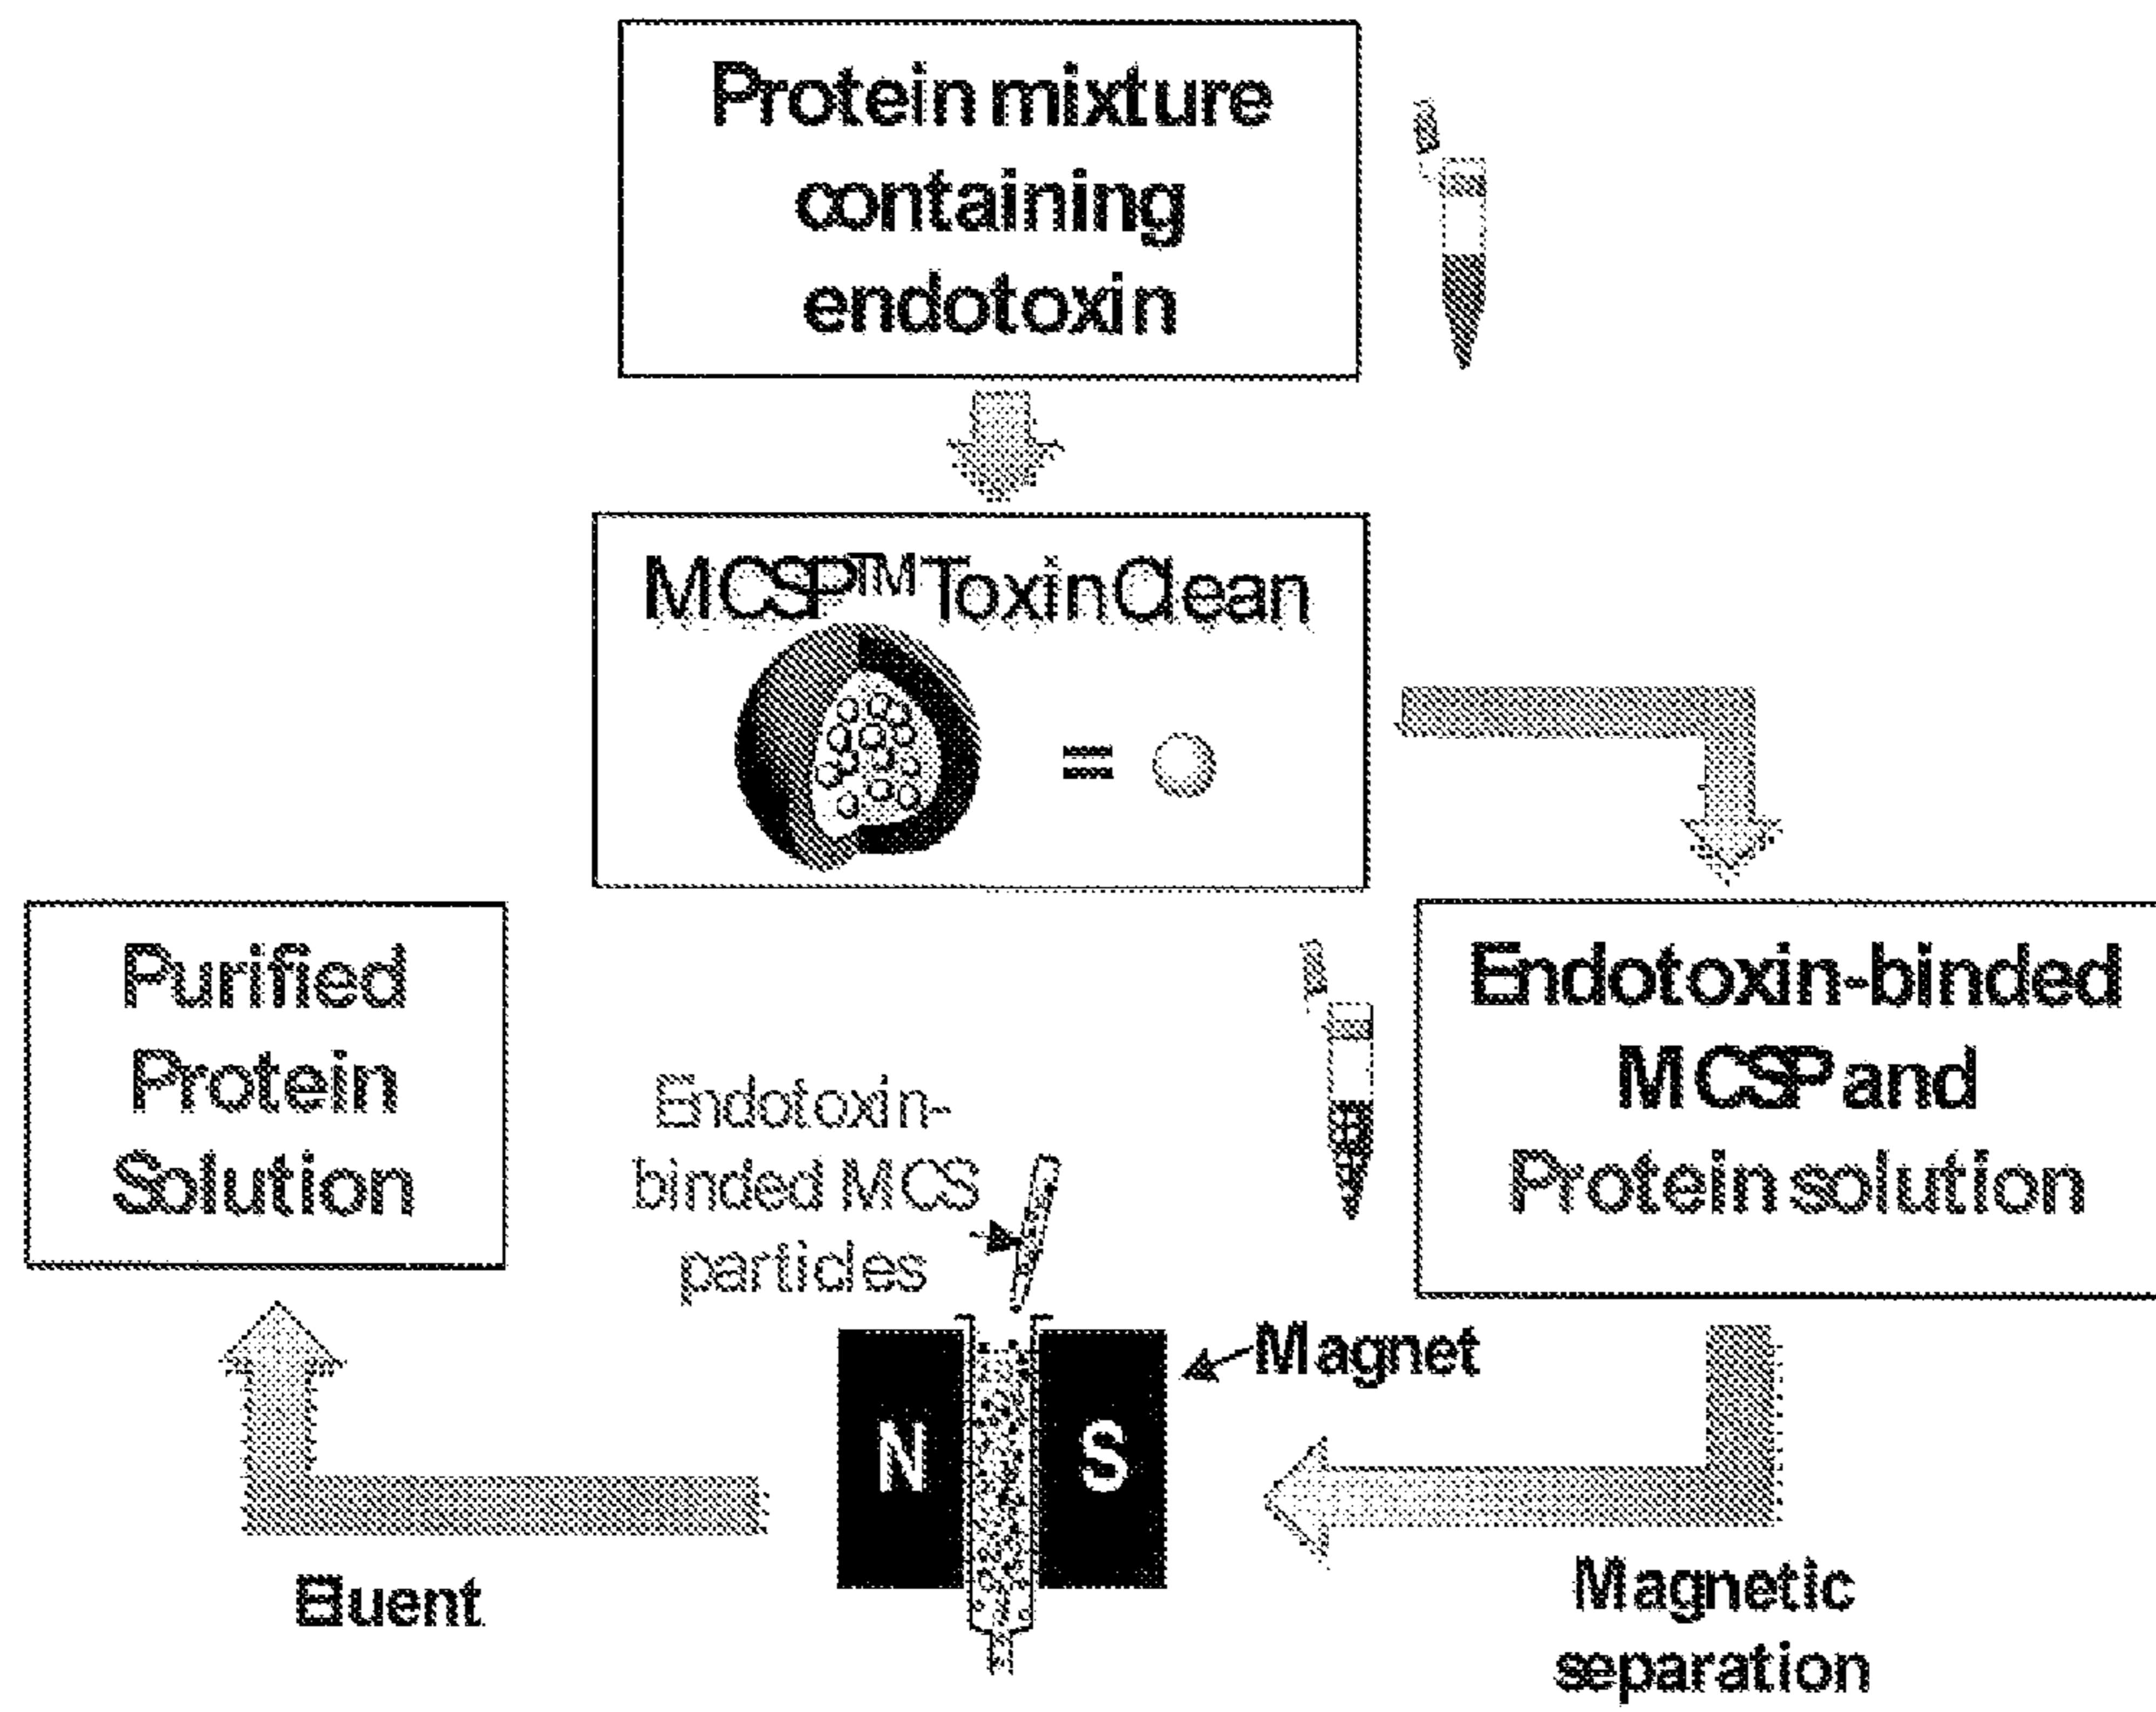 Protein mixture
containing
endotoxin
MCSP™ ToxinClean
=
Endotoxin-binded
MCSP and
Protein solution
Purified
Protein
Solution
Endotoxin-
binded MCS
particles
Magnet
N S
Magnetic
separation
Eluent